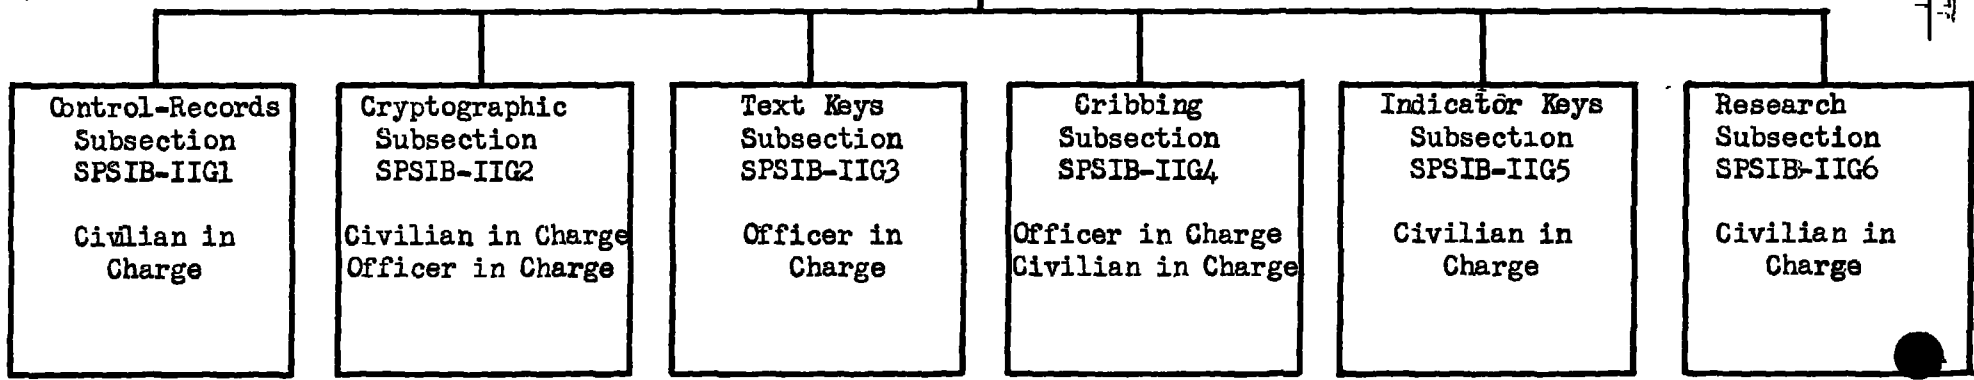 Control-Records
Subsection
SPSIB-IIG1
Civilian in
Charge
Cryptographic
Subsection
SPSIB-IIG2
Civilian in Charge
Officer in Charge
Text Keys
Subsection
SPSIB-IIG3
Officer in
Charge
Cribbing
Subsection
SPSIB-IIG4
Officer in Charge
Civilian in Charge
Indicator Keys
Subsection
SPSIB-IIG5
Civilian in
Charge
Research
Subsection
SPSIB-IIG6
Civilian in
Charge